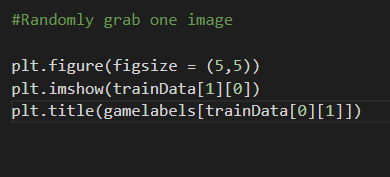 #Randomly grab one image
plt.figure(figsize = (5,5))
plt.imshow(trainData[1][0])
plt.title(gamelabels[trainData[0][1]])